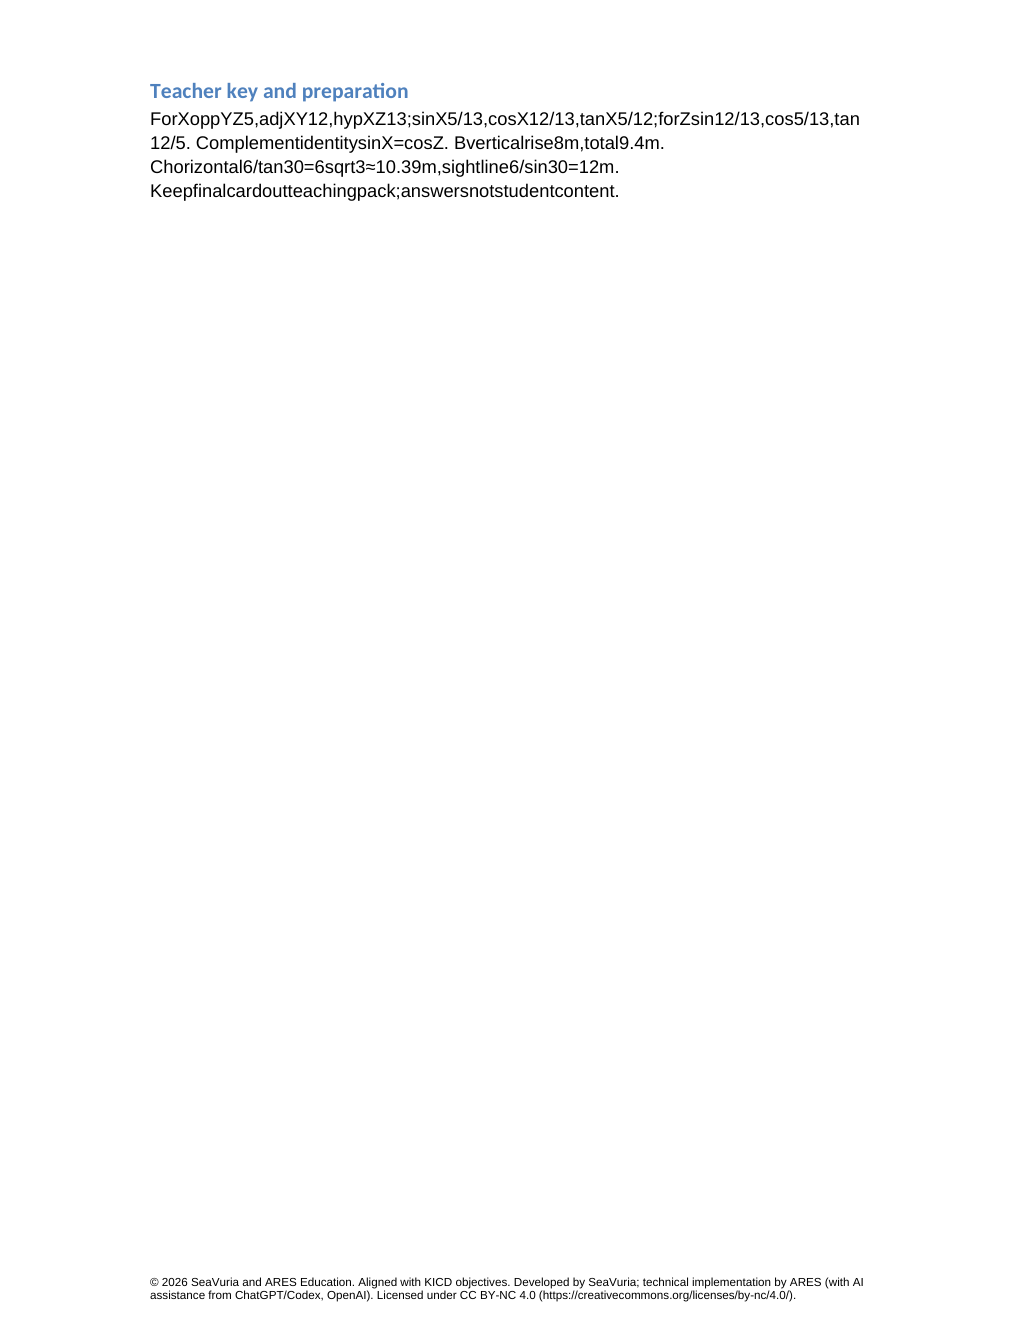 Teacher key and preparation
ForXoppYZ5,adjXY12,hypXZ13;sinX5/13,cosX12/13,tanX5/12;forZsin12/13,cos5/13,tan
12/5. ComplementidentitysinX=cosZ. Bverticalrise8m,total9.4m.
Chorizontal6/tan30=6sqrt3≈10.39m,sightline6/sin30=12m.
Keepfinalcardoutteachingpack;answersnotstudentcontent.
© 2026 SeaVuria and ARES Education. Aligned with KICD objectives. Developed by SeaVuria; technical implementation by ARES (with AI
assistance from ChatGPT/Codex, OpenAI). Licensed under CC BY-NC 4.0 (https://creativecommons.org/licenses/by-nc/4.0/).